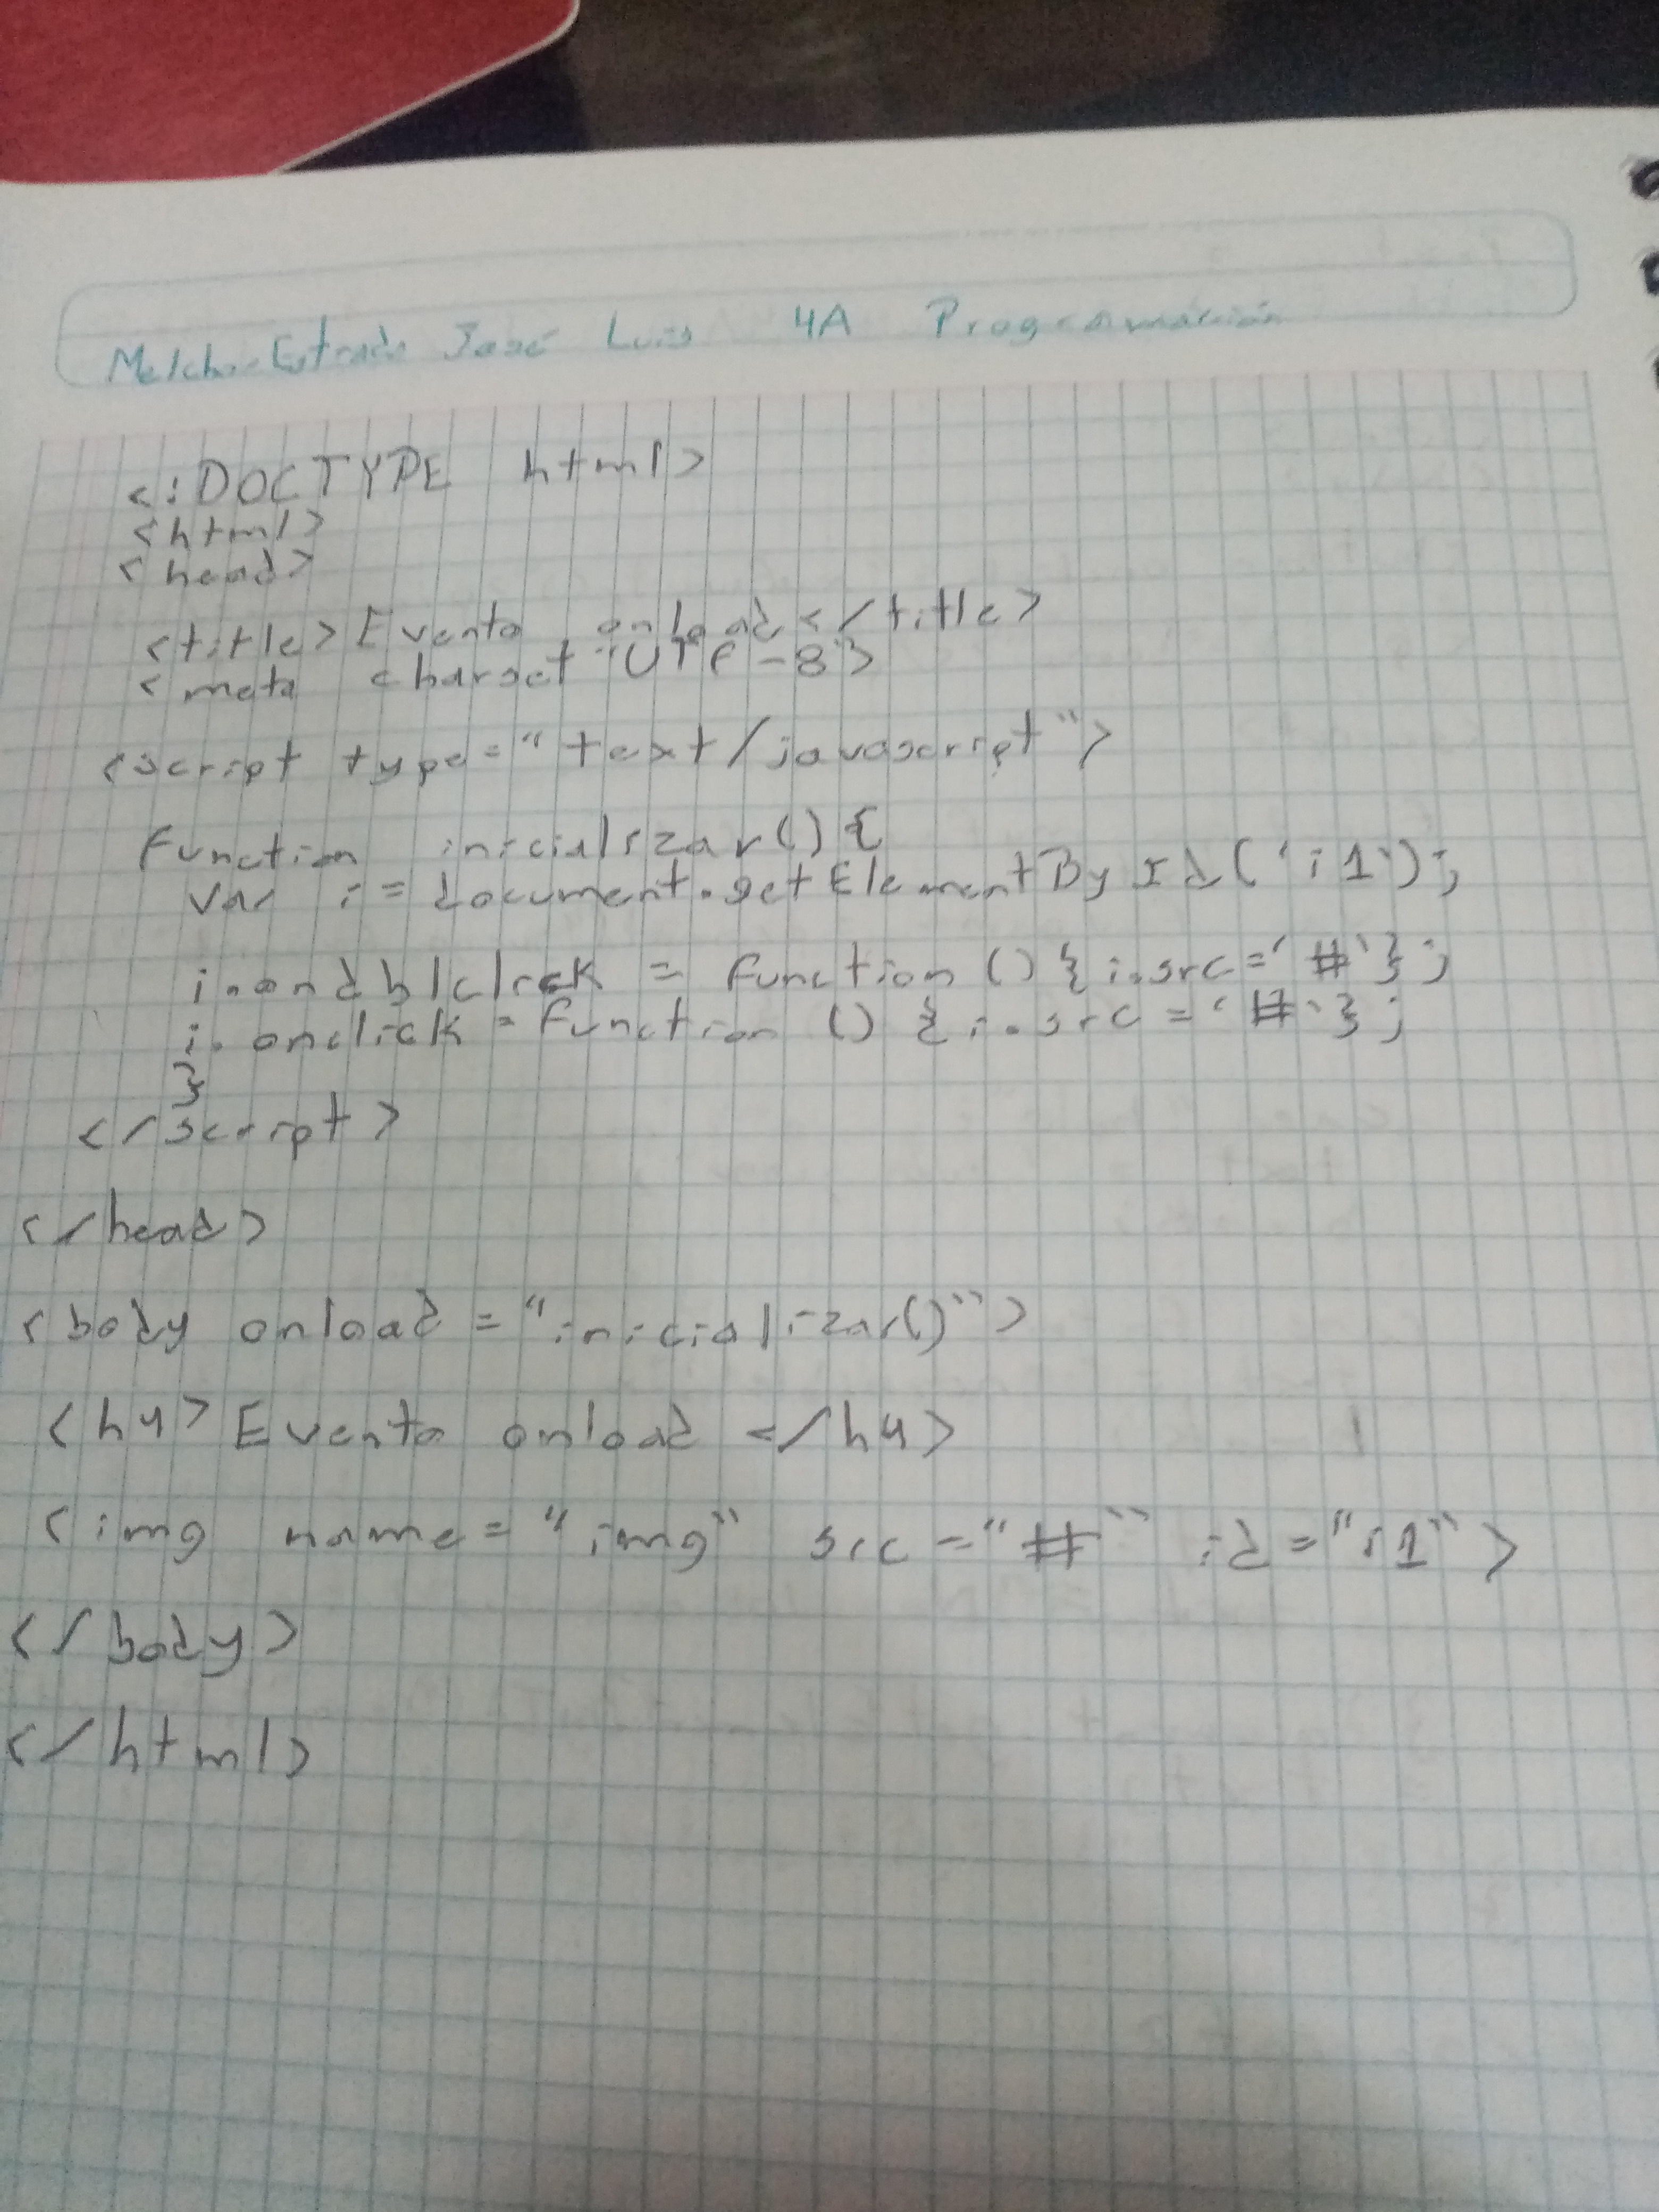 Melchor Estrada José Luis 4A Programación
<!DOCTYPE html>
<html>
<head>
<title>Evento onload</title>
<meta charset "UTF-8">
<script type="text/javascript">
function inicializar(){
var i = document.getElementById('i1');
i.ondblclick = function () { i.src='#'};
i.onclick = function () { i.src = '#'};
}
</script>
</head>
<body onload="inicializar()">
<h4>Evento onload </h4>
<img name="img" src="#" id="i1">
</body>
</html>